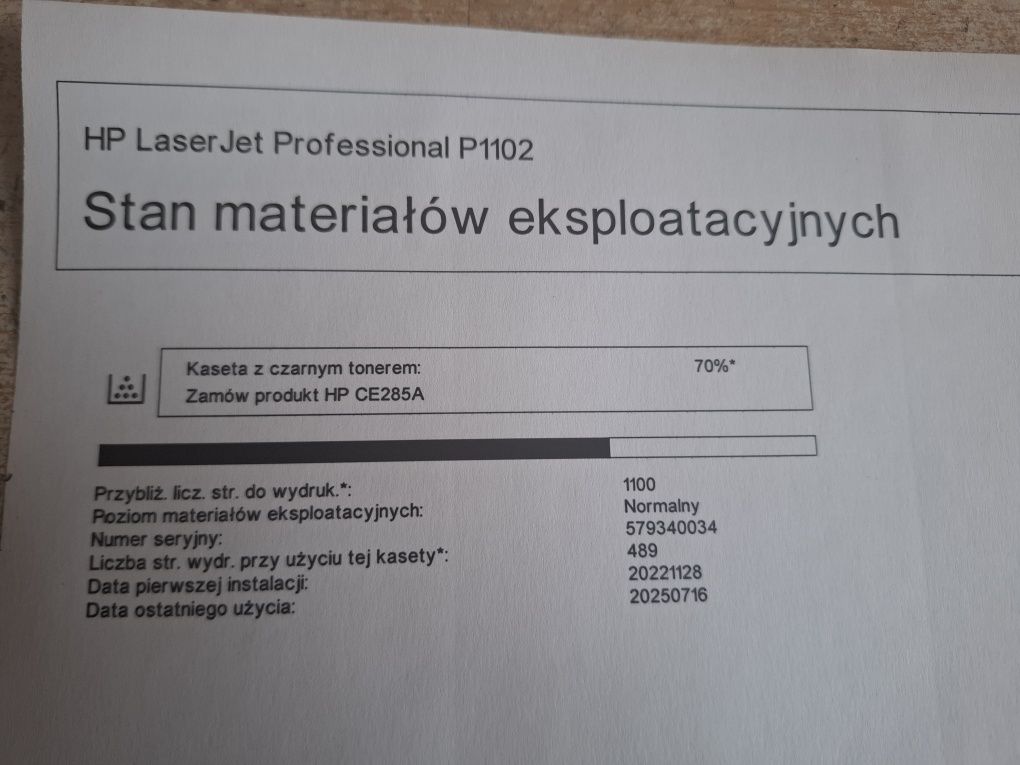 HP LaserJet Professional P1102
Stan materiałów eksploatacyjnych
Kaseta z czarnym tonerem: 70%*
Zamów produkt HP CE285A
Przybliż. licz. str. do wydruk.*: 1100
Poziom materiałów eksploatacyjnych: Normalny
Numer seryjny: 579340034
Liczba str. wydr. przy użyciu tej kasety*: 489
Data pierwszej instalacji: 20221128
Data ostatniego użycia: 20250716